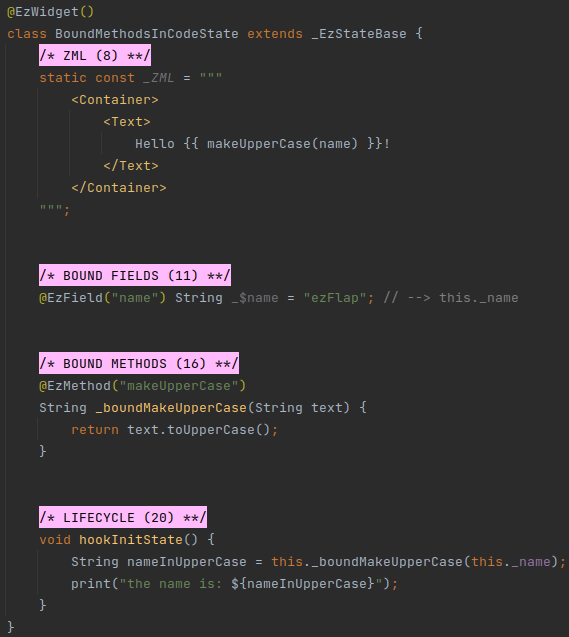 @EzWidget()
class BoundMethodsInCodeState extends _EzStateBase {
    /* ZML (8) **/
    static const _ZML = """
        <Container>
            <Text>
                Hello {{ makeUpperCase(name) }}!
            </Text>
        </Container>
    """;
    /* BOUND FIELDS (11) **/
    @EzField("name") String _$name = "ezFlap"; // --> this._name
    /* BOUND METHODS (16) **/
    @EzMethod("makeUpperCase")
    String _boundMakeUpperCase(String text) {
        return text.toUpperCase();
    }
    /* LIFECYCLE (20) **/
    void hookInitState() {
        String nameInUpperCase = this._boundMakeUpperCase(this._name);
        print("the name is: ${nameInUpperCase}");
    }
}